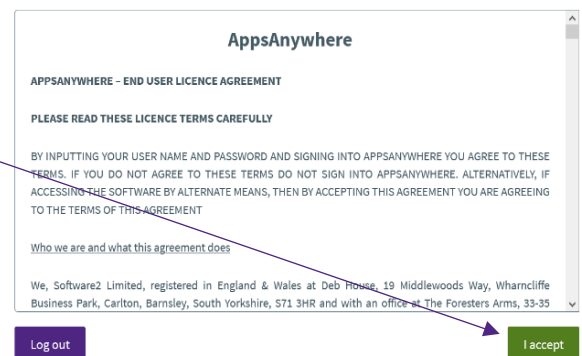 AppsAnywhere
APPSANYWHERE – END USER LICENCE AGREEMENT
PLEASE READ THESE LICENCE TERMS CAREFULLY
BY INPUTTING YOUR USER NAME AND PASSWORD AND SIGNING INTO APPSANYWHERE YOU AGREE TO THESE
TERMS. IF YOU DO NOT AGREE TO THESE TERMS DO NOT SIGN INTO APPSANYWHERE. ALTERNATIVELY, IF
ACCESSING THE SOFTWARE BY ALTERNATE MEANS, THEN BY ACCEPTING THIS AGREEMENT YOU ARE AGREEING
TO THE TERMS OF THIS AGREEMENT
Who we are and what this agreement does
We, Software2 Limited, registered in England & Wales at Deb House, 19 Middlewoods Way, Wharncliffe
Business Park, Carlton, Barnsley, South Yorkshire, S71 3HR and with an office at The Foresters Arms, 33-35
Log out
I accept